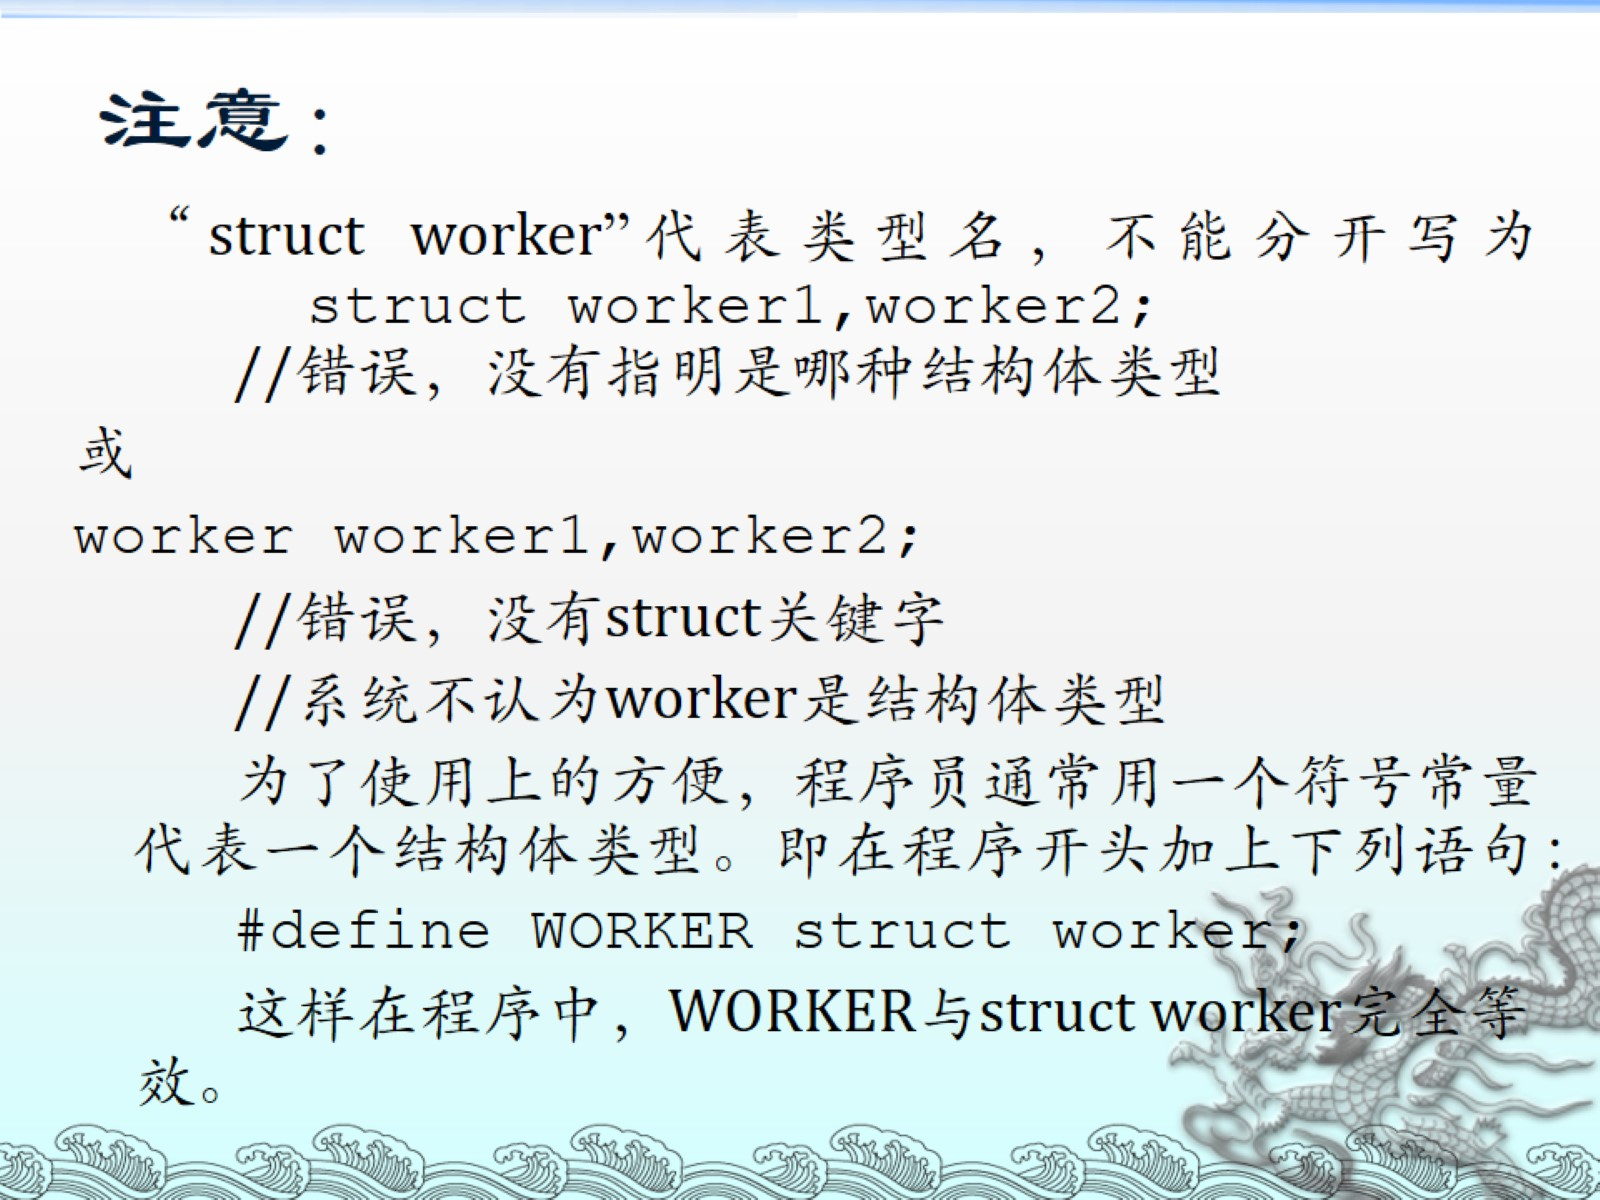 注意：
“struct worker”代表类型名，不能分开写为
struct worker1,worker2;
//错误，没有指明是哪种结构体类型
或
worker worker1,worker2;
//错误，没有struct关键字
//系统不认为worker是结构体类型
为了使用上的方便，程序员通常用一个符号常量
代表一个结构体类型。即在程序开头加上下列语句：
#define WORKER struct worker;
这样在程序中，WORKER与struct worker完全等
效。